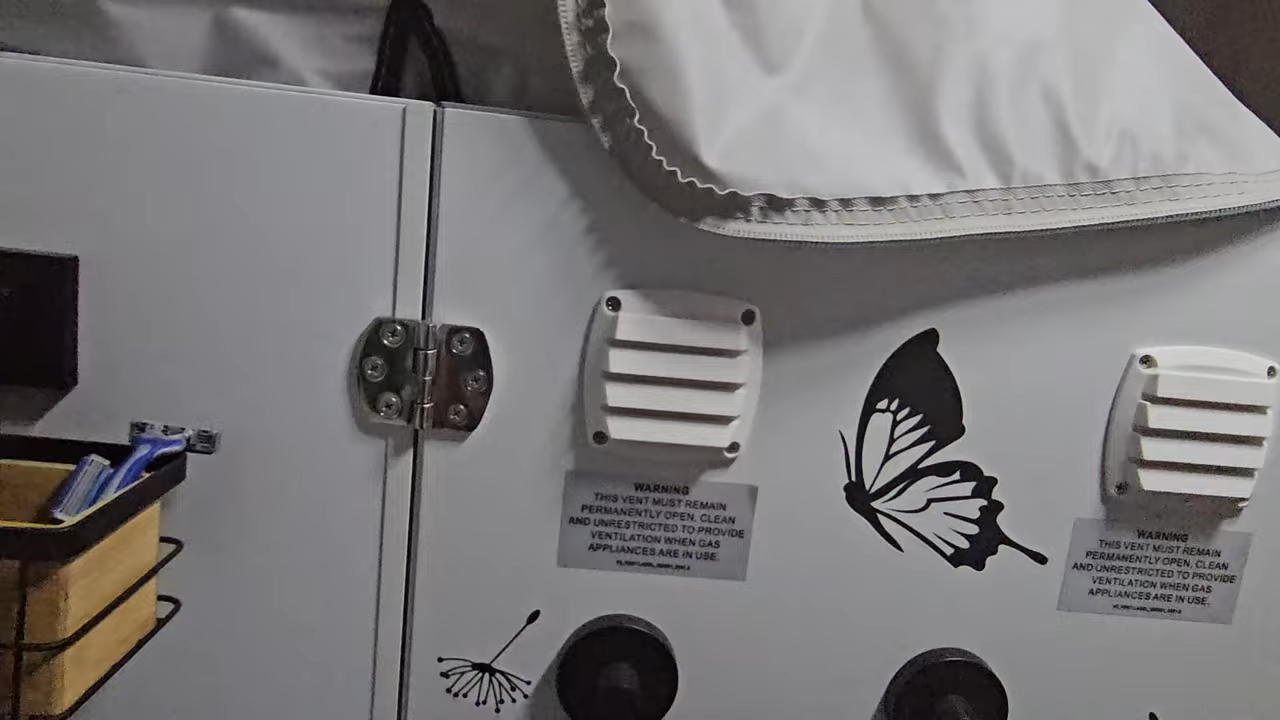 WARNING
THIS VENT MUST REMAIN
PERMANENTLY OPEN, CLEAN
AND UNRESTRICTED TO PROVIDE
VENTILATION WHEN GAS
APPLIANCES ARE IN USE.
WARNING
THIS VENT MUST REMAIN
PERMANENTLY OPEN, CLEAN
AND UNRESTRICTED TO PROVIDE
VENTILATION WHEN GAS
APPLIANCES ARE IN USE.